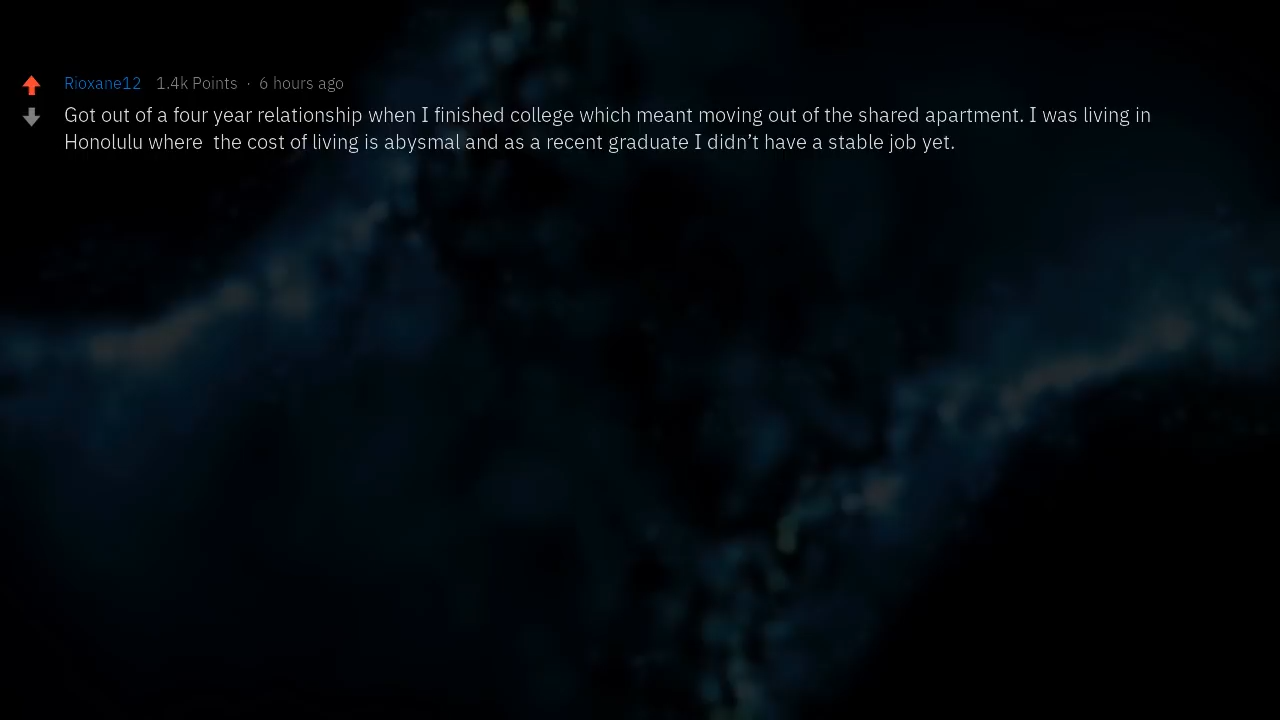 Rioxane12 1.4k Points · 6 hours ago
Got out of a four year relationship when I finished college which meant moving out of the shared apartment. I was living in
Honolulu where  the cost of living is abysmal and as a recent graduate I didn’t have a stable job yet.